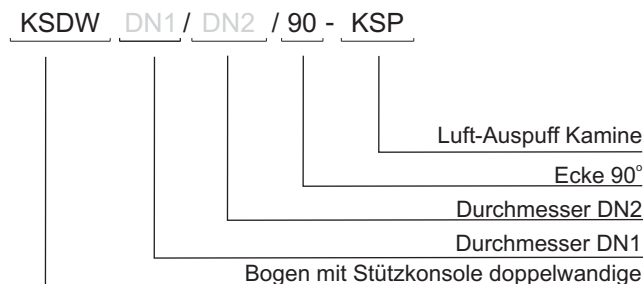 KSDW DN1/ DN2 / 90 - KSP
Luft-Auspuff Kamine
Ecke 90°
Durchmesser DN2
Durchmesser DN1
Bogen mit Stützkonsole doppelwandige